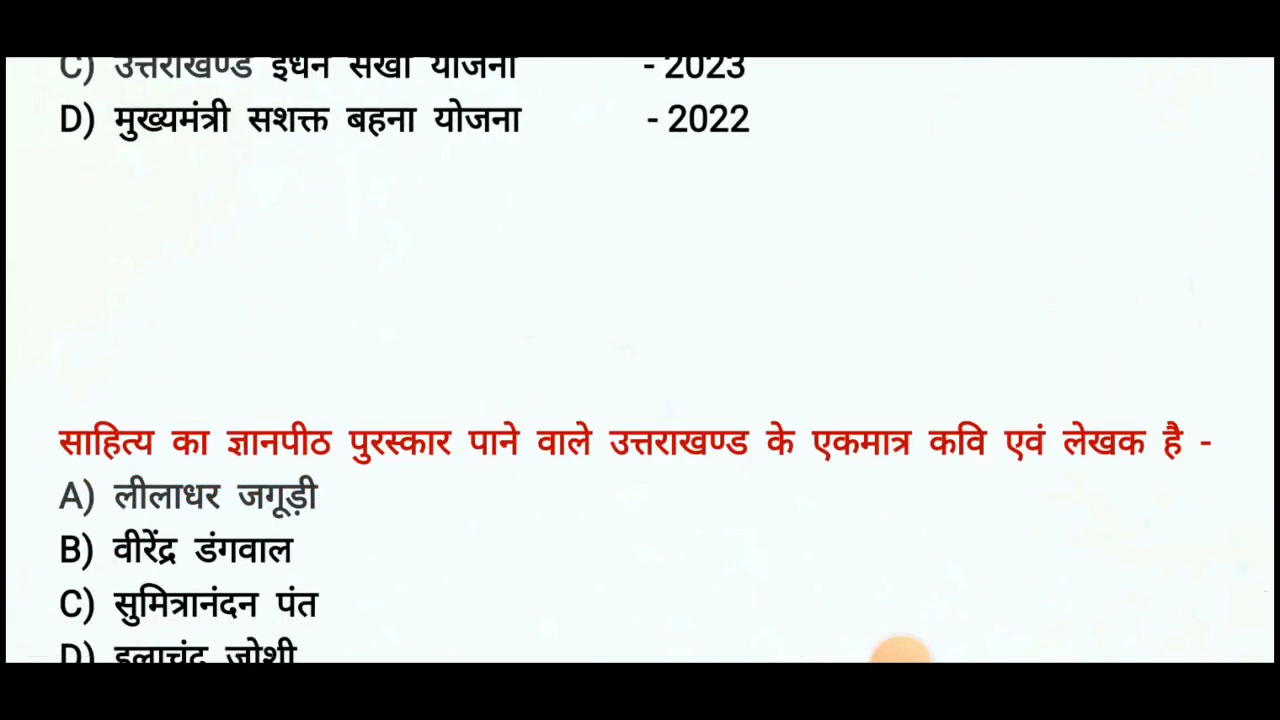 C) उत्तराखण्ड ईंधन सखी योजना - 2023
D) मुख्यमंत्री सशक्त बहना योजना - 2022
साहित्य का ज्ञानपीठ पुरस्कार पाने वाले उत्तराखण्ड के एकमात्र कवि एवं लेखक है -
A) लीलाधर जगूड़ी
B) वीरेंद्र डंगवाल
C) सुमित्रानंदन पंत
D) इलाचंद्र जोशी